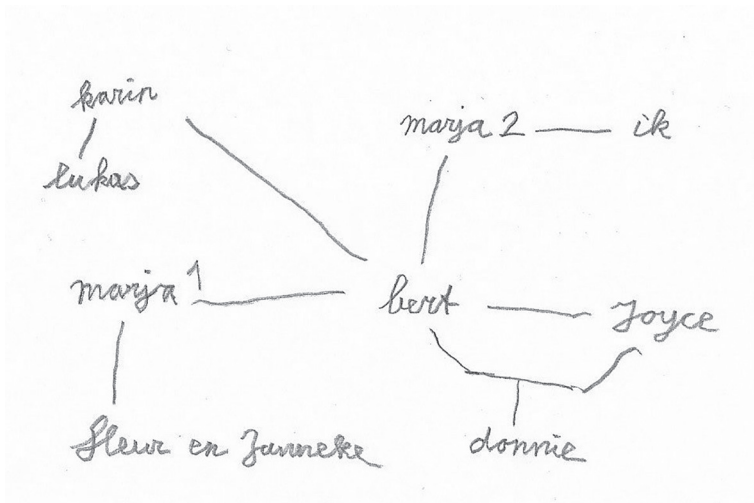 karin
marja 2
ik
lukas
marja 1
bert
Joyce
fleur en Janneke
donnie